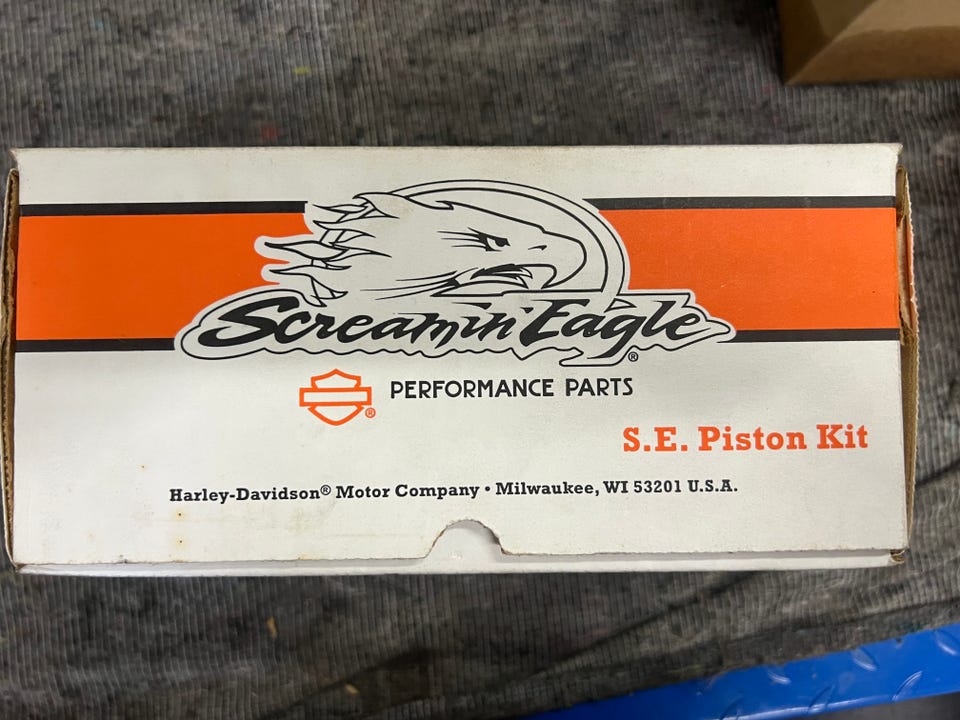 Screamin' Eagle®
® PERFORMANCE PARTS
S.E. Piston Kit
Harley-Davidson® Motor Company • Milwaukee, WI 53201 U.S.A.